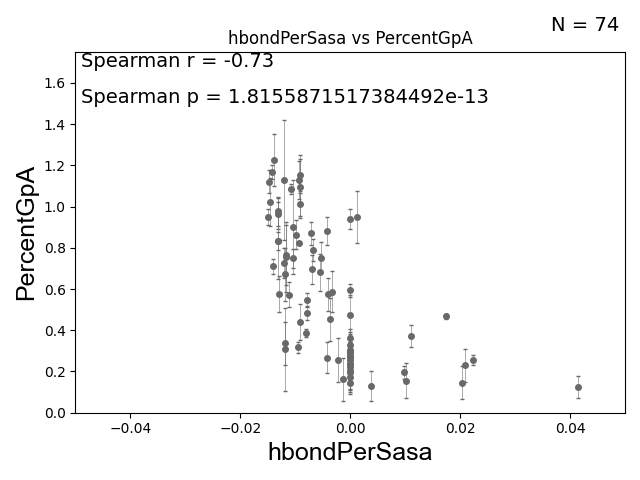 N = 74
hbondPerSasa vs PercentGpA
Spearman r = -0.73
Spearman p = 1.8155871517384492e-13
PercentGpA
1.6
1.4
1.2
1.0
0.8
0.6
0.4
0.2
0.0
−0.04 −0.02 0.00 0.02 0.04
hbondPerSasa